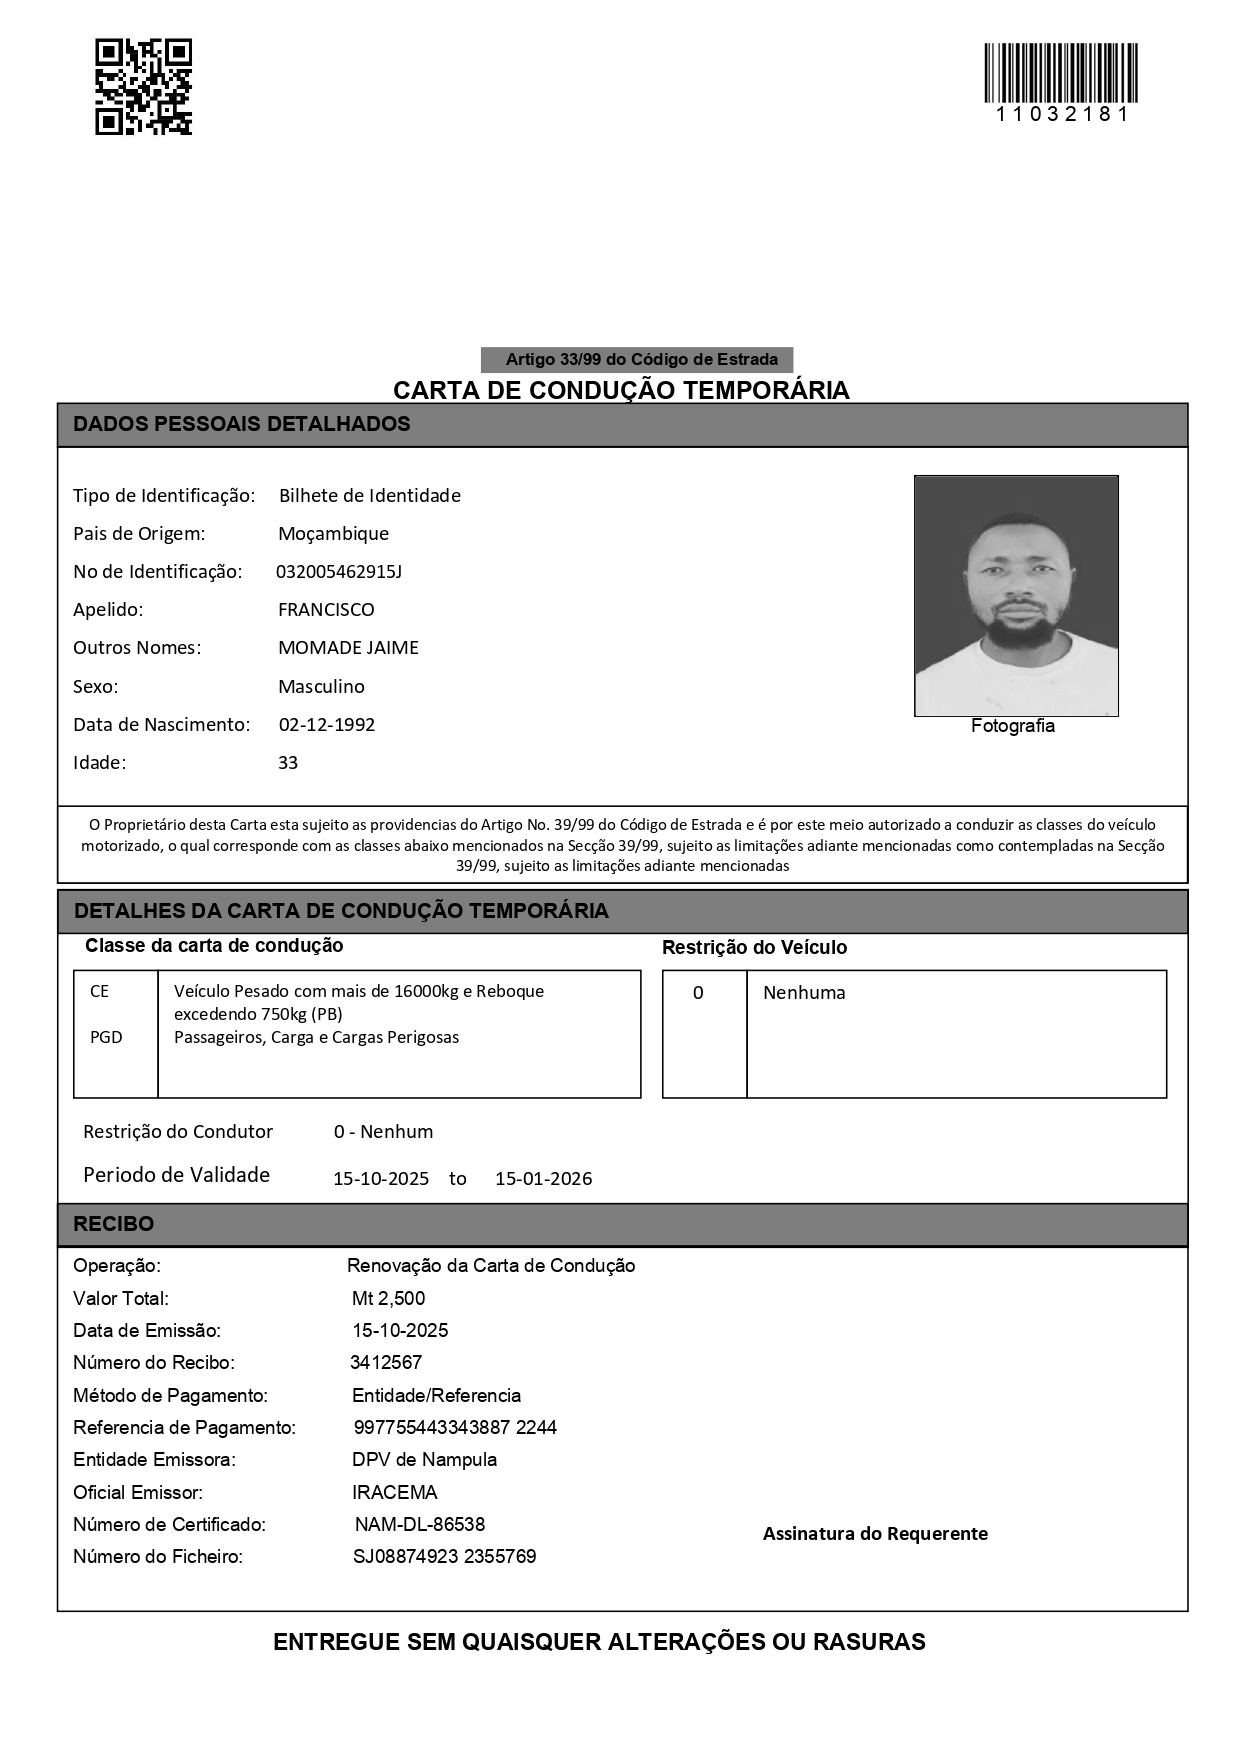 11032181
Artigo 33/99 do Código de Estrada
CARTA DE CONDUÇÃO TEMPORÁRIA
DADOS PESSOAIS DETALHADOS
Tipo de Identificação: Bilhete de Identidade
Pais de Origem: Moçambique
No de Identificação: 032005462915J
Apelido: FRANCISCO
Outros Nomes: MOMADE JAIME
Sexo: Masculino
Data de Nascimento: 02-12-1992
Idade: 33
Fotografia
O Proprietário desta Carta esta sujeito as providencias do Artigo No. 39/99 do Código de Estrada e é por este meio autorizado a conduzir as classes do veículo
motorizado, o qual corresponde com as classes abaixo mencionados na Secção 39/99, sujeito as limitações adiante mencionadas como contempladas na Secção
39/99, sujeito as limitações adiante mencionadas
DETALHES DA CARTA DE CONDUÇÃO TEMPORÁRIA
Classe da carta de condução
CE Veículo Pesado com mais de 16000kg e Reboque
excedendo 750kg (PB)
PGD Passageiros, Carga e Cargas Perigosas
Restrição do Veículo
0 Nenhuma
Restrição do Condutor 0 - Nenhum
Periodo de Validade 15-10-2025 to 15-01-2026
RECIBO
Operação: Renovação da Carta de Condução
Valor Total: Mt 2,500
Data de Emissão: 15-10-2025
Número do Recibo: 3412567
Método de Pagamento: Entidade/Referencia
Referencia de Pagamento: 997755443343887 2244
Entidade Emissora: DPV de Nampula
Oficial Emissor: IRACEMA
Número de Certificado: NAM-DL-86538
Número do Ficheiro: SJ08874923 2355769
Assinatura do Requerente
ENTREGUE SEM QUAISQUER ALTERAÇÕES OU RASURAS